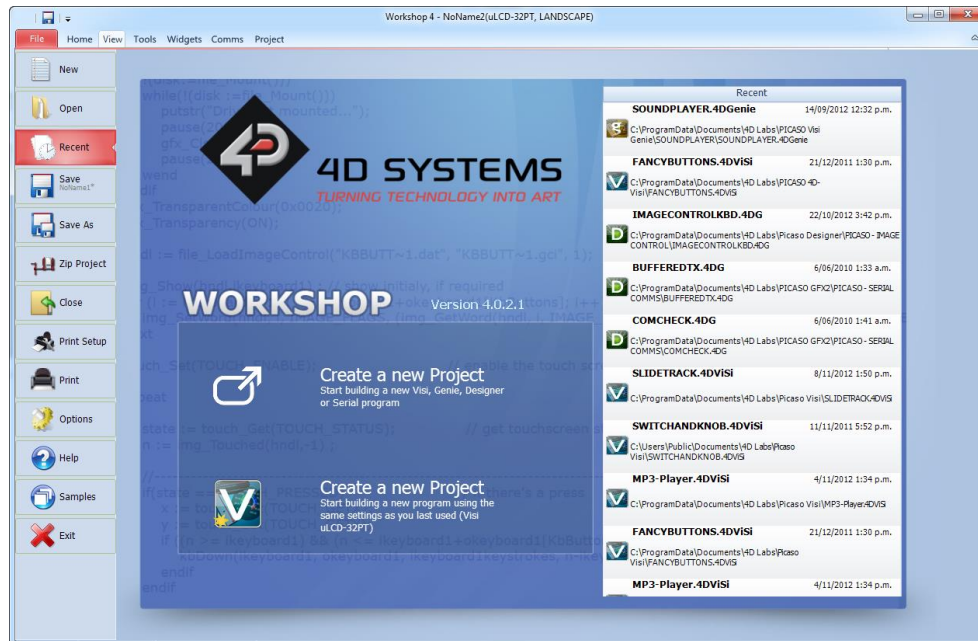 Workshop 4 - NoName2(uLCD-32PT, LANDSCAPE)
File Home View Tools Widgets Comms Project
New
Open
Recent
Save
NoName1*
Save As
Zip Project
Close
Print Setup
Print
Options
Help
Samples
Exit
4D SYSTEMS
TURNING TECHNOLOGY INTO ART
WORKSHOP Version 4.0.2.1
Create a new Project
Start building a new Visi, Genie, Designer
or Serial program
Create a new Project
Start building a new program using the
same settings as you last used (Visi
uLCD-32PT)
Recent
SOUNDPLAYER.4DGenie 14/09/2012 12:32 p.m.
C:\ProgramData\Documents\4D Labs\PICASO Visi
Genie\SOUNDPLAYER\SOUNDPLAYER.4DGenie
FANCYBUTTONS.4DViSi 21/12/2011 1:30 p.m.
C:\ProgramData\Documents\4D Labs\PICASO 4D-
Visi\FANCYBUTTONS.4DViSi
IMAGECONTROLKBD.4DG 22/10/2012 3:42 p.m.
C:\ProgramData\Documents\4D Labs\Picaso Designer\PICASO - IMAGE
CONTROL\IMAGECONTROLKBD.4DG
BUFFEREDTX.4DG 6/06/2010 1:33 a.m.
C:\ProgramData\Documents\4D Labs\PICASO GFX2\PICASO - SERIAL
COMMS\BUFFEREDTX.4DG
COMCHECK.4DG 6/06/2010 1:41 a.m.
C:\ProgramData\Documents\4D Labs\PICASO GFX2\PICASO - SERIAL
COMMS\COMCHECK.4DG
SLIDETRACK.4DViSi 8/11/2012 1:50 p.m.
C:\ProgramData\Documents\4D Labs\Picaso Visi\SLIDETRACK.4DViSi
SWITCHANDKNOB.4DViSi 11/11/2011 5:52 p.m.
C:\Users\Public\Documents\4D Labs\Picaso
Visi\SWITCHANDKNOB.4DViSi
MP3-Player.4DViSi 4/11/2012 1:34 p.m.
C:\ProgramData\Documents\4D Labs\Picaso Visi\MP3-Player.4DViSi
FANCYBUTTONS.4DViSi 21/12/2011 1:30 p.m.
C:\ProgramData\Documents\4D Labs\Picaso
Visi\FANCYBUTTONS.4DViSi
MP3-Player.4DViSi 4/11/2012 1:34 p.m.